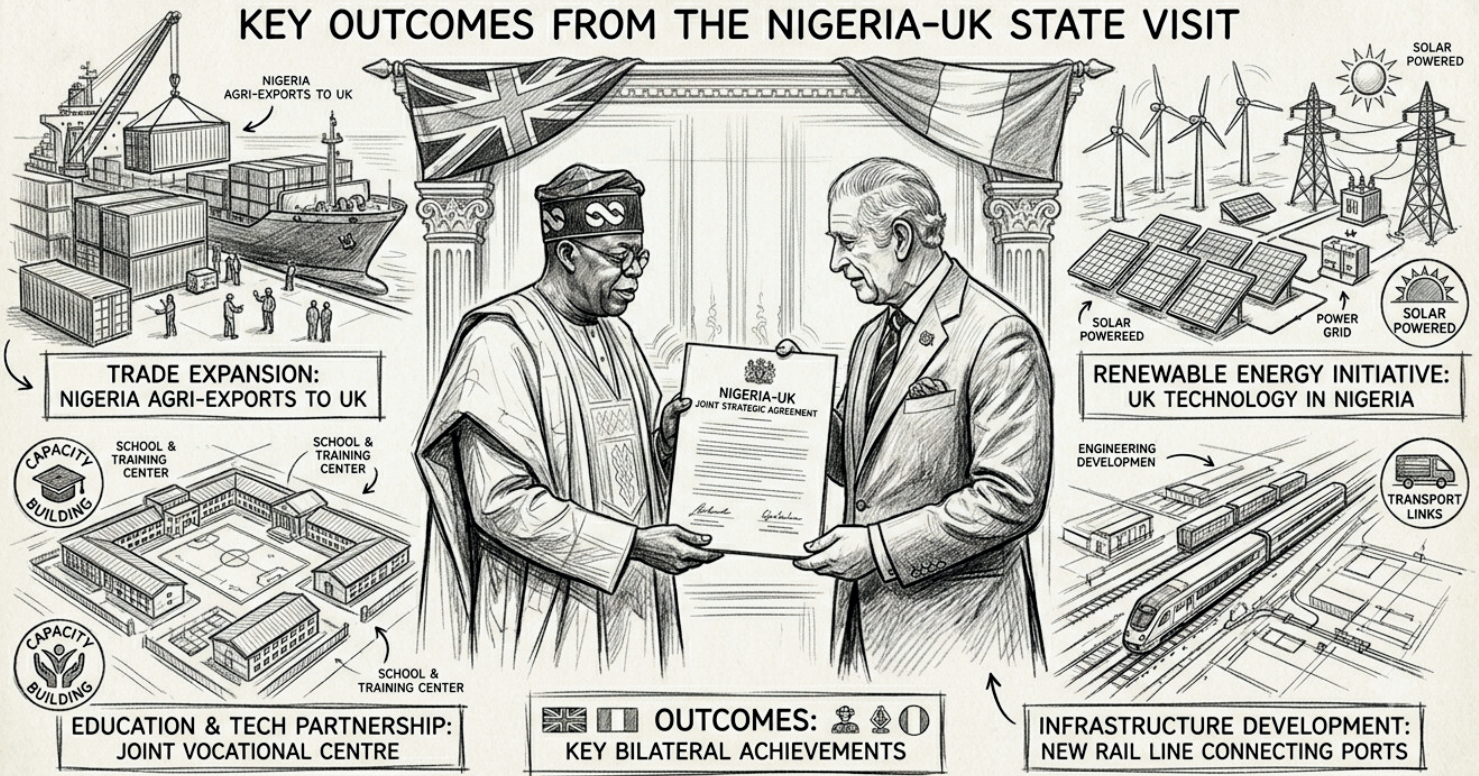 KEY OUTCOMES FROM THE NIGERIA-UK STATE VISIT
NIGERIA
AGRI-EXPORTS TO UK
TRADE EXPANSION:
NIGERIA AGRI-EXPORTS TO UK
SOLAR
POWERED
SOLAR
POWEREED
POWER
GRID
SOLAR
POWERED
RENEWABLE ENERGY INITIATIVE:
UK TECHNOLOGY IN NIGERIA
NIGERIA-UK
JOINT STRATEGIC AGREEMENT
CAPACITY
BUILDING
SCHOOL &
TRAINING
CENTER
SCHOOL &
TRAINING
CENTER
CAPACITY
BUILDING
SCHOOL &
TRAINING CENTER
EDUCATION & TECH PARTNERSHIP:
JOINT VOCATIONAL CENTRE
OUTCOMES:
KEY BILATERAL ACHIEVEMENTS
ENGINEERING
DEVELOPMEN
TRANSPORT
LINKS
INFRASTRUCTURE DEVELOPMENT:
NEW RAIL LINE CONNECTING PORTS